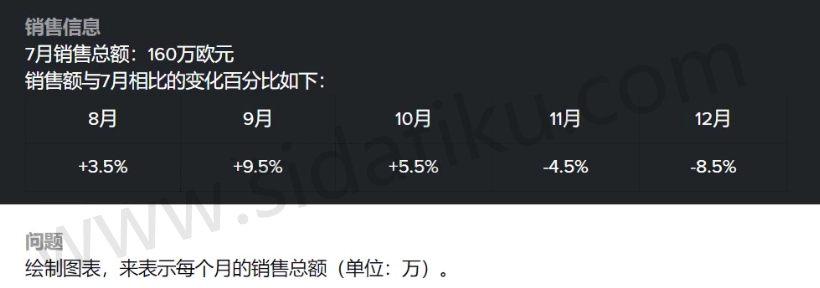 销售信息
7月销售总额：160万欧元
销售额与7月相比的变化百分比如下：
8月 9月 10月 11月 12月
+3.5% +9.5% +5.5% -4.5% -8.5%
www.sidatiku.com
问题
绘制图表，来表示每个月的销售总额（单位：万）。